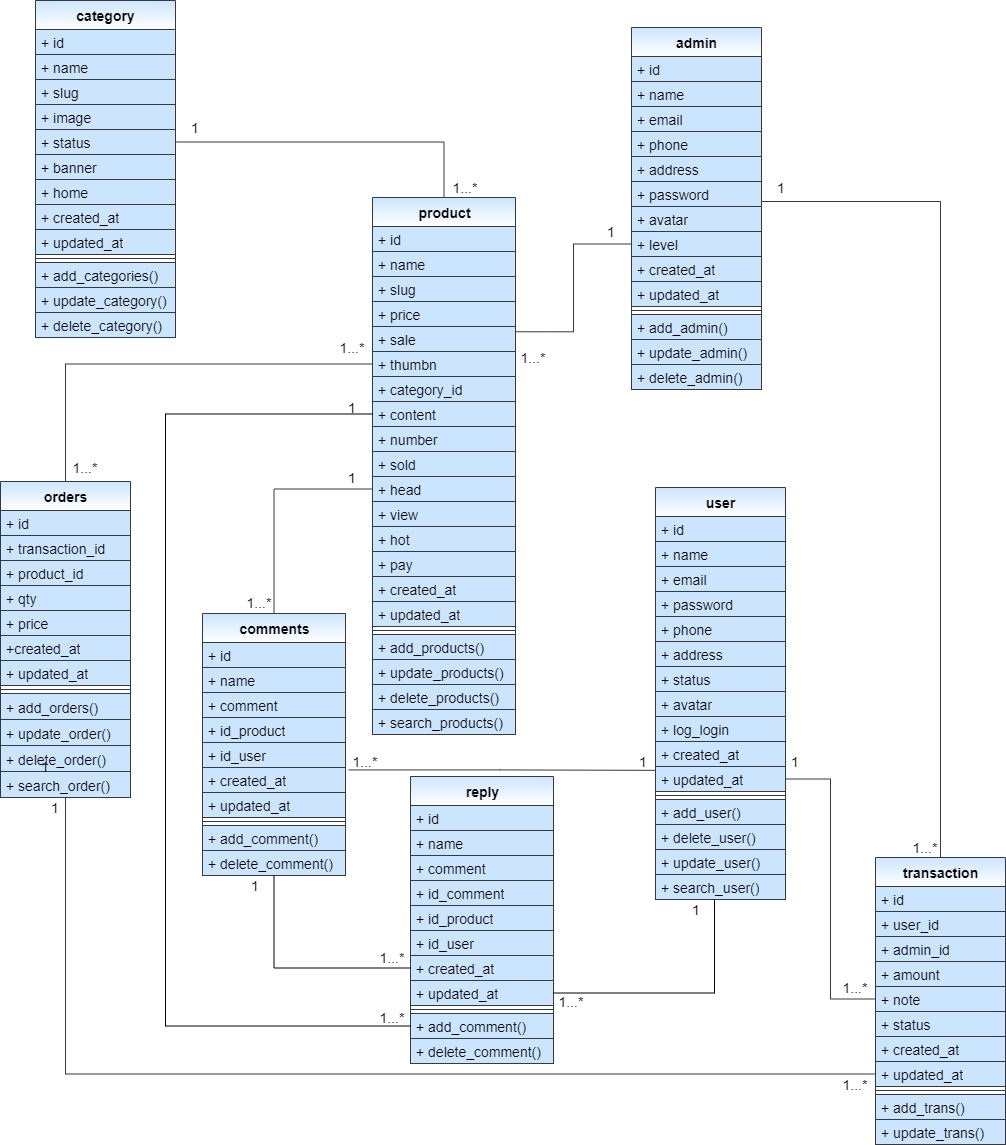 category
+ id
+ name
+ slug
+ image
+ status
+ banner
+ home
+ created_at
+ updated_at
+ add_categories()
+ update_category()
+ delete_category()
1
1...*
admin
+ id
+ name
+ email
+ phone
+ address
+ password
+ avatar
+ level
+ created_at
+ updated_at
+ add_admin()
+ update_admin()
+ delete_admin()
1
1
product
+ id
+ name
+ slug
+ price
+ sale
+ thumbn
+ category_id
+ content
+ number
+ sold
+ head
+ view
+ hot
+ pay
+ created_at
+ updated_at
+ add_products()
+ update_products()
+ delete_products()
+ search_products()
1...*
1...*
1
1
1...*
orders
+ id
+ transaction_id
+ product_id
+ qty
+ price
+created_at
+ updated_at
+ add_orders()
+ update_order()
+ delete_order()
+ search_order()
1
1...*
comments
+ id
+ name
+ comment
+ id_product
+ id_user
+ created_at
+ updated_at
+ add_comment()
+ delete_comment()
1...*
1
1
user
+ id
+ name
+ email
+ password
+ phone
+ address
+ status
+ avatar
+ log_login
+ created_at
+ updated_at
+ add_user()
+ delete_user()
+ update_user()
+ search_user()
1
1
reply
+ id
+ name
+ comment
+ id_comment
+ id_product
+ id_user
+ created_at
+ updated_at
+ add_comment()
+ delete_comment()
1...*
1...*
1...*
1...*
transaction
+ id
+ user_id
+ admin_id
+ amount
+ note
+ status
+ created_at
+ updated_at
+ add_trans()
+ update_trans()
1...*
1...*